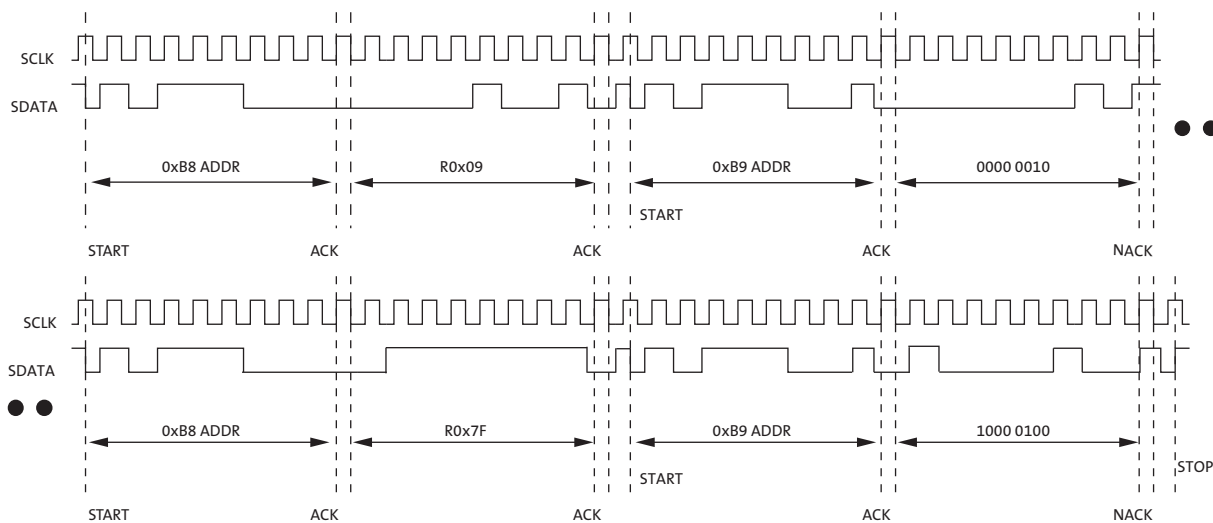 SCLK
SDATA
0xB8 ADDR R0x09 0xB9 ADDR 0000 0010
START
START ACK ACK ACK NACK
SCLK
SDATA
0xB8 ADDR R0x7F 0xB9 ADDR 1000 0100
START STOP
START ACK ACK ACK NACK